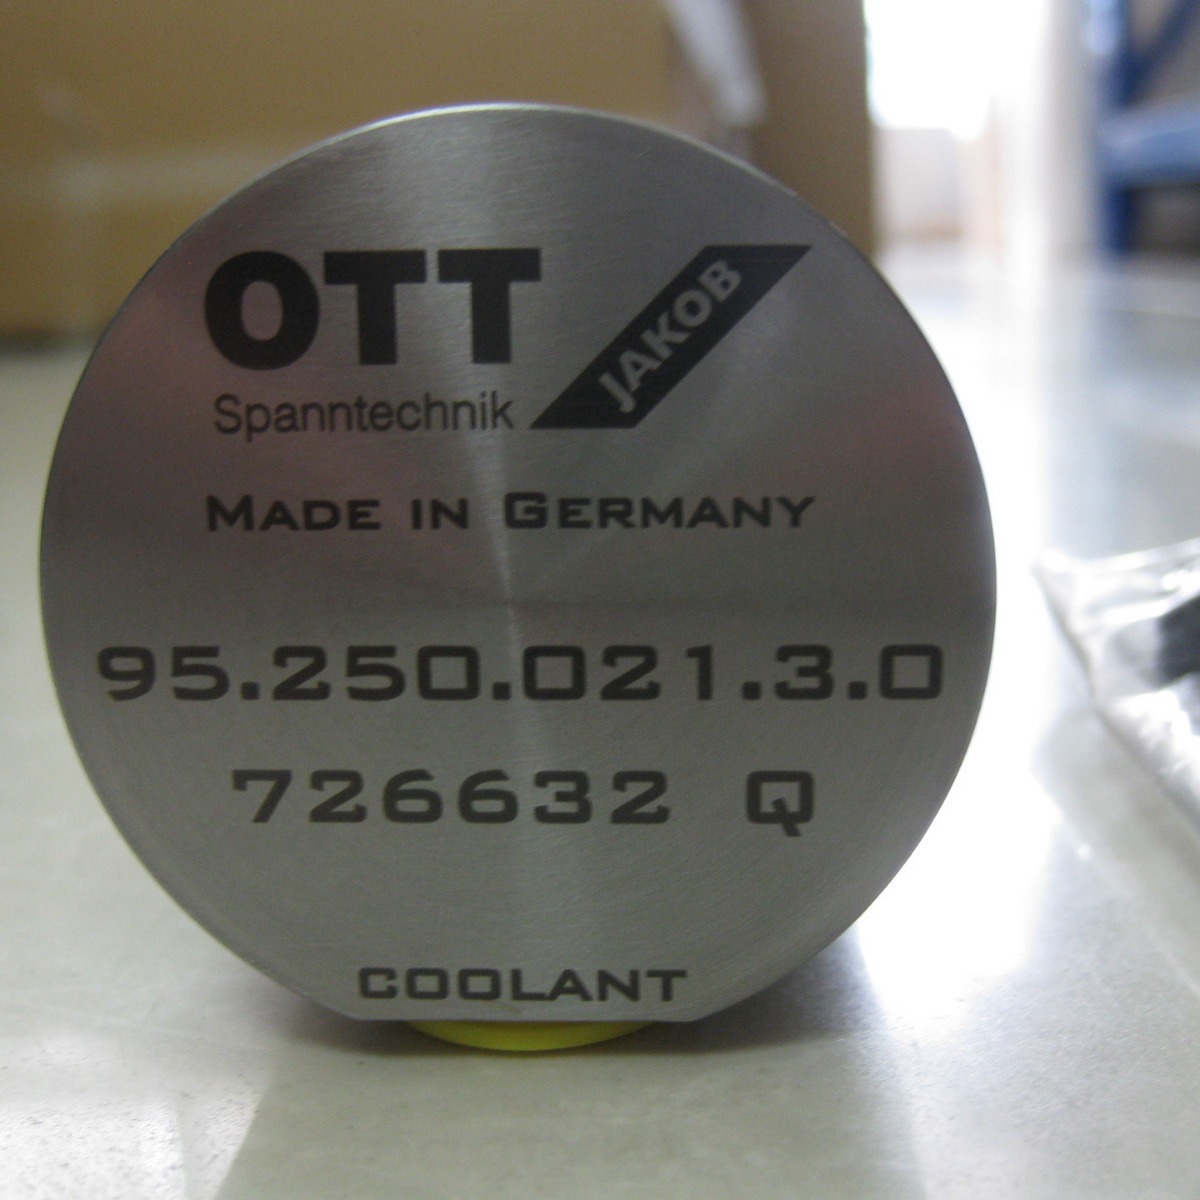 OTT
JAKOB
Spanntechnik
MADE IN GERMANY
95.250.021.3.0
726632 Q
COOLANT